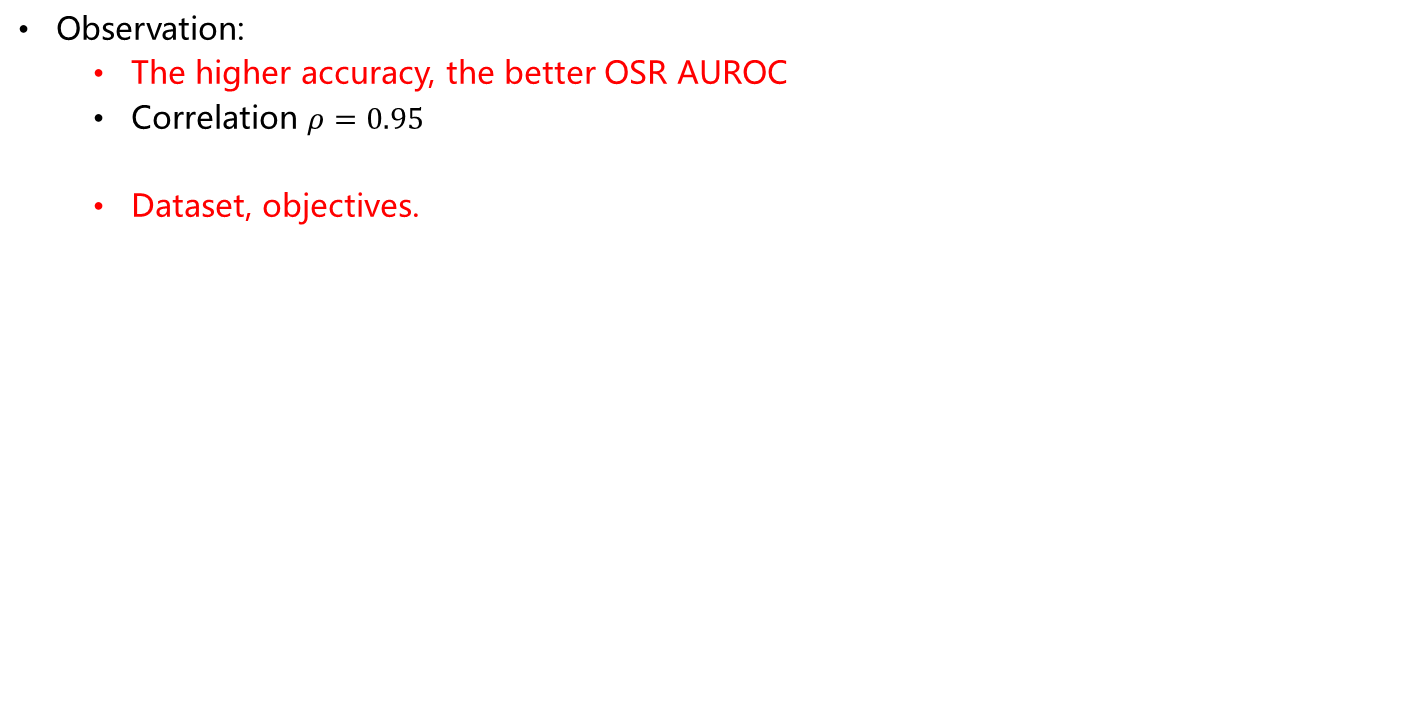 • Observation:
• The higher accuracy, the better OSR AUROC
• Correlation 𝜌 = 0.95
• Dataset, objectives.